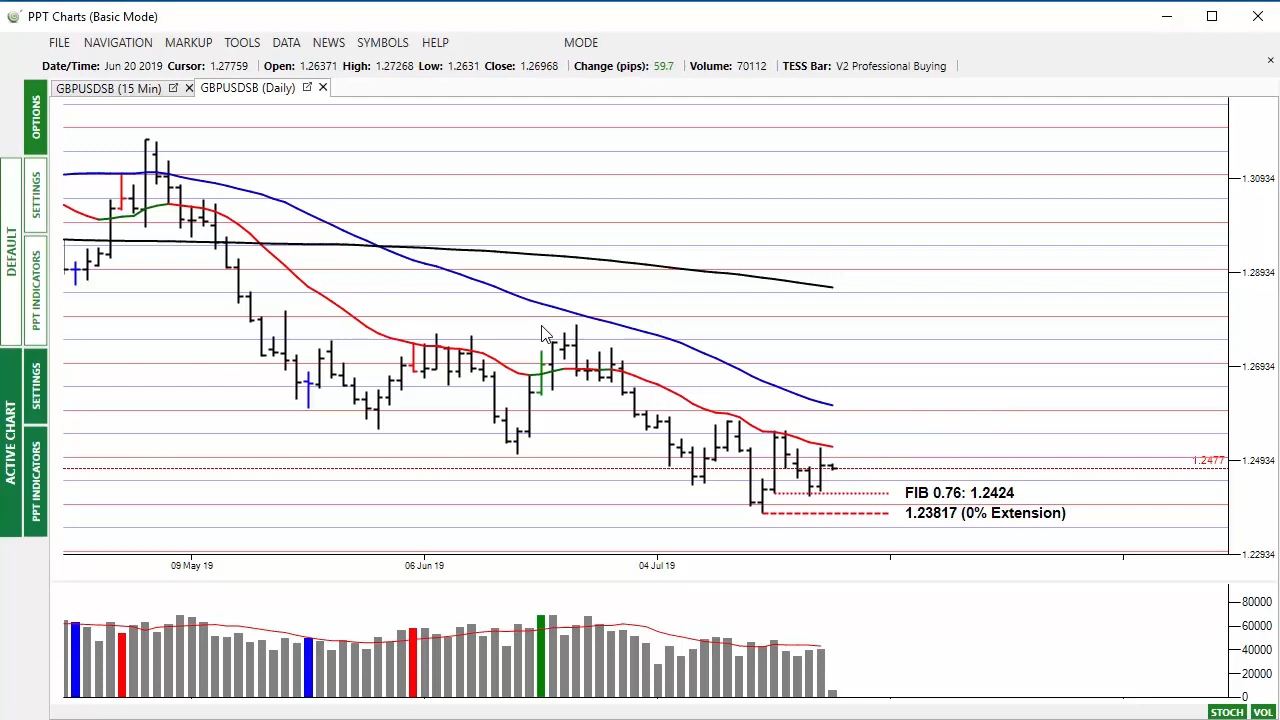 PPT Charts (Basic Mode)
FILE NAVIGATION MARKUP TOOLS DATA NEWS SYMBOLS HELP MODE
Date/Time: Jun 20 2019 Cursor: 1.27759 Open: 1.26371 High: 1.27268 Low: 1.2631 Close: 1.26968 Change (pips): 59.7 Volume: 70112 TESS Bar: V2 Professional Buying
GBPUSDSB (15 Min) GBPUSDSB (Daily)
OPTIONS
DEFAULT
SETTINGS
PPT INDICATORS
ACTIVE CHART
SETTINGS
PPT INDICATORS
1.30934
1.28934
1.26934
1.24934
1.2477
FIB 0.76: 1.2424
1.23817 (0% Extension)
1.22934
09 May 19 06 Jun 19 04 Jul 19
80000
60000
40000
20000
0
STOCH VOL